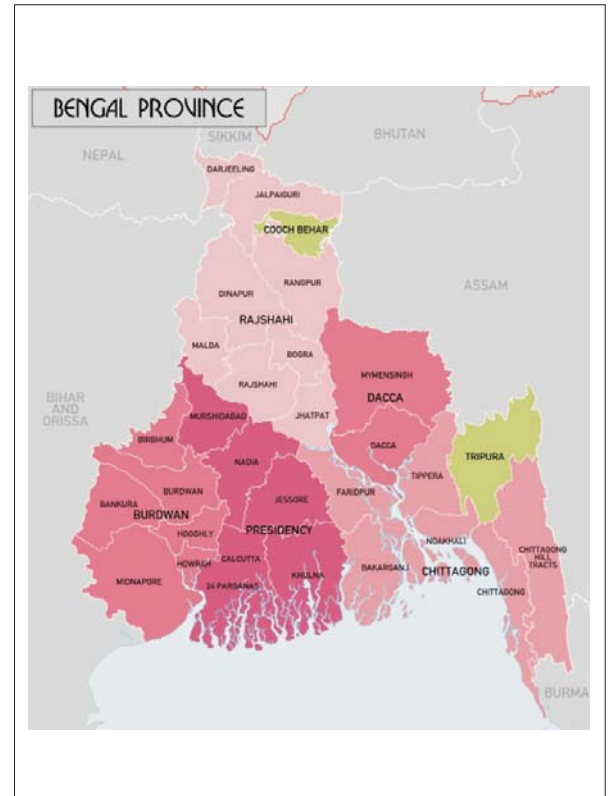 BENGAL PROVINCE
SIKKIM
BHUTAN
NEPAL
DARJEELING
JALPAIGURI
COOCH BEHAR
RANGPUR
ASSAM
DINAPUR
RAJSHAHI
MALDA
BOGRA
MYMENSINGH
RAJSHAHI
DACCA
BIHAR
AND
ORISSA
MURSHIDABAD
JHATPAT
BIRBHUM
DACCA
TRIPURA
NADIA
TIPPERA
BURDWAN
FARIDPUR
BANKURA
JESSORE
BURDWAN
PRESIDENCY
HOOGHLY
NOAKHALI
CHITTAGONG
HILL
TRACTS
HOWRAH
CALCUTTA
BAKARGANJ
CHITTAGONG
MIDNAPORE
24 PARGANAS
KHULNA
CHITTAGONG
BURMA